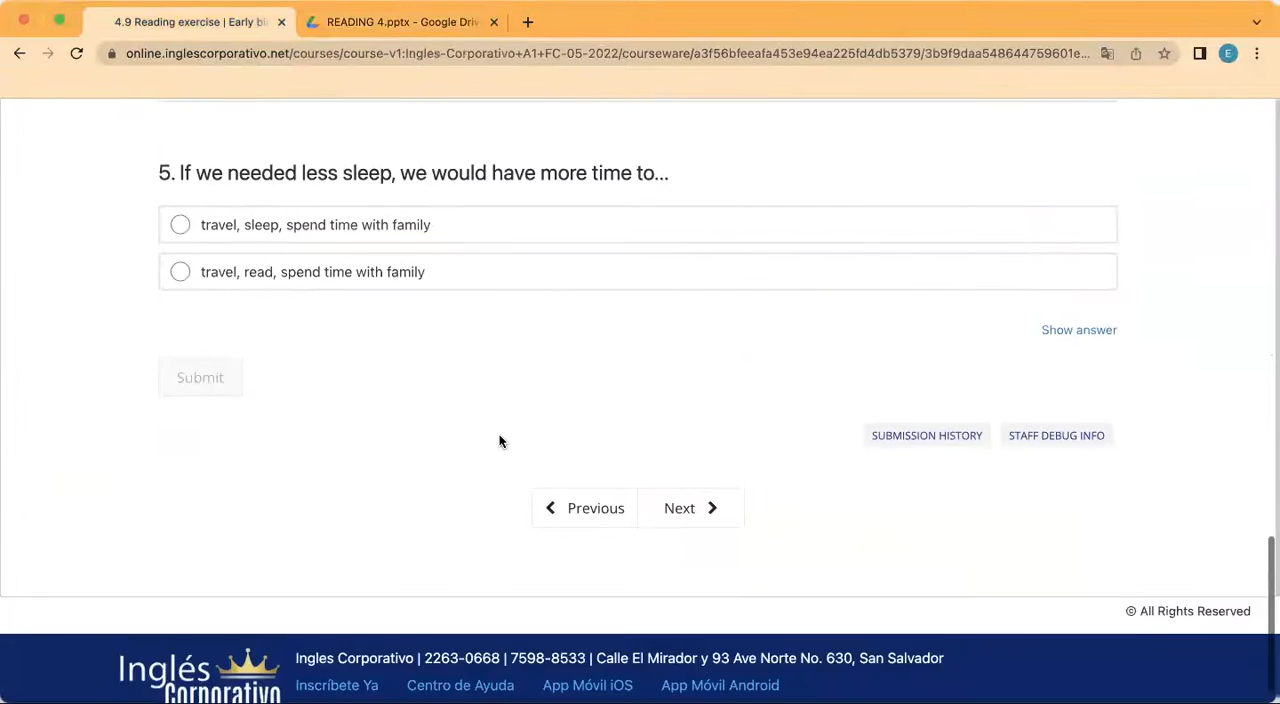 4.9 Reading exercise | Early bi
READING 4.pptx - Google Driv
online.inglescorporativo.net/courses/course-v1:Ingles-Corporativo+A1+FC-05-2022/courseware/a3f56bfeeafa453e94ea225fd4db5379/3b9f9daa548644759601e...
E
5. If we needed less sleep, we would have more time to...
travel, sleep, spend time with family
travel, read, spend time with family
Show answer
Submit
SUBMISSION HISTORY
STAFF DEBUG INFO
Previous
Next
© All Rights Reserved
Inglés
Corporativo
Ingles Corporativo | 2263-0668 | 7598-8533 | Calle El Mirador y 93 Ave Norte No. 630, San Salvador
Inscríbete Ya
Centro de Ayuda
App Móvil iOS
App Móvil Android